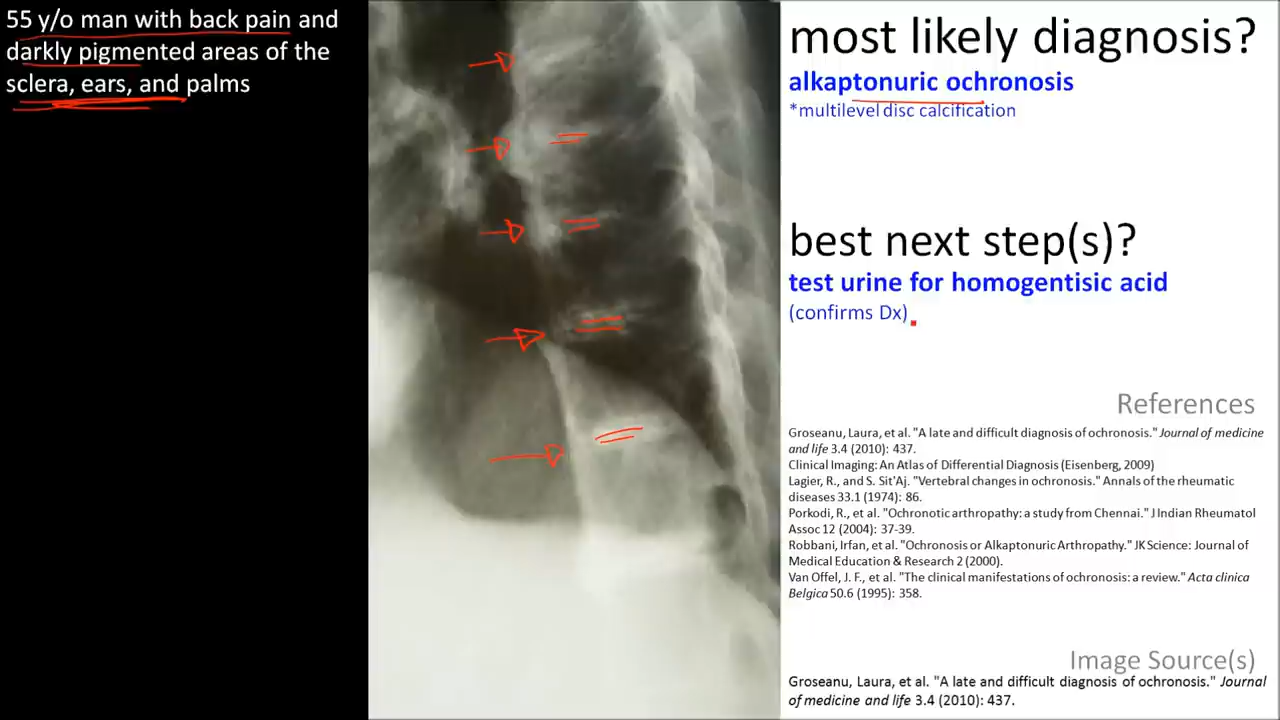 55 y/o man with back pain and
darkly pigmented areas of the
sclera, ears, and palms
most likely diagnosis?
alkaptonuric ochronosis
*multilevel disc calcification
best next step(s)?
test urine for homogentisic acid
(confirms Dx)
References
Groseanu, Laura, et al. "A late and difficult diagnosis of ochronosis." Journal of medicine
and life 3.4 (2010): 437.
Clinical Imaging: An Atlas of Differential Diagnosis (Eisenberg, 2009)
Lagier, R., and S. Sit'Aj. "Vertebral changes in ochronosis." Annals of the rheumatic
diseases 33.1 (1974): 86.
Porkodi, R., et al. "Ochronotic arthropathy: a study from Chennai." J Indian Rheumatol
Assoc 12 (2004): 37-39.
Robbani, Irfan, et al. "Ochronosis or Alkaptonuric Arthropathy." JK Science: Journal of
Medical Education & Research 2 (2000).
Van Offel, J. F., et al. "The clinical manifestations of ochronosis: a review." Acta clinica
Belgica 50.6 (1995): 358.
Image Source(s)
Groseanu, Laura, et al. "A late and difficult diagnosis of ochronosis." Journal
of medicine and life 3.4 (2010): 437.